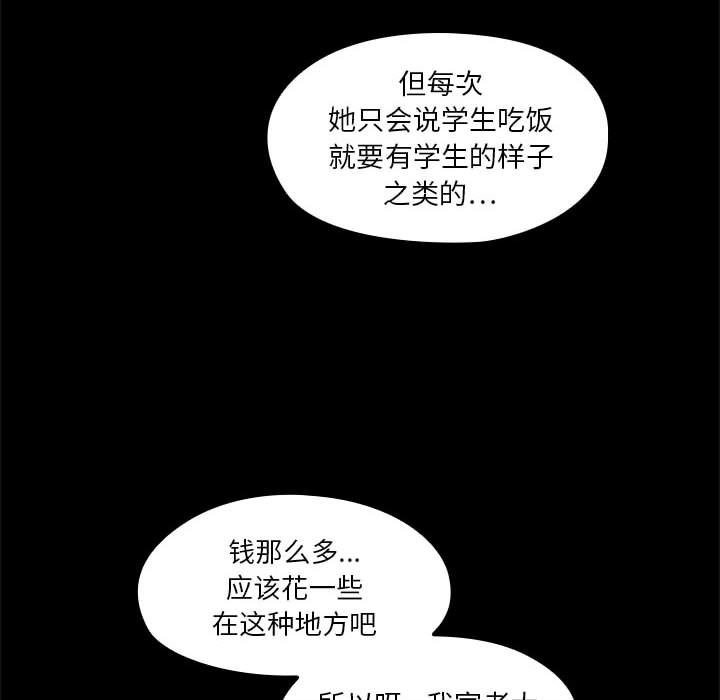 但每次
她只会说学生吃饭
就要有学生的样子
之类的...
钱那么多...
应该花一些
在这种地方吧